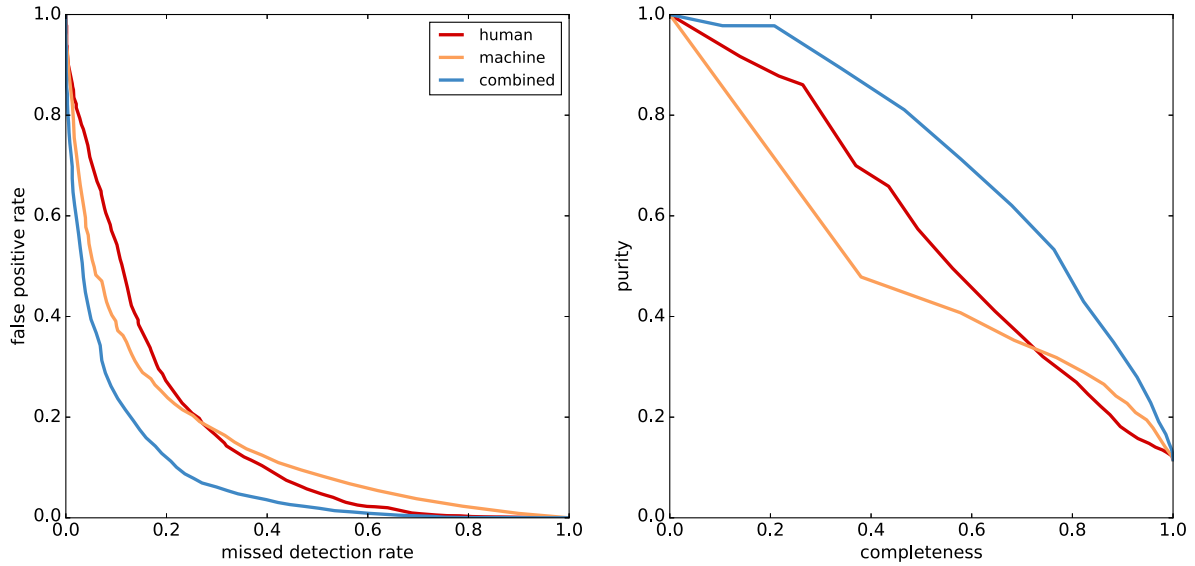 1.0
0.8
0.6
0.4
0.2
0.0
false positive rate
0.0 0.2 0.4 0.6 0.8 1.0
missed detection rate
human
machine
combined
1.0
0.8
0.6
0.4
0.2
0.0
purity
0.0 0.2 0.4 0.6 0.8 1.0
completeness